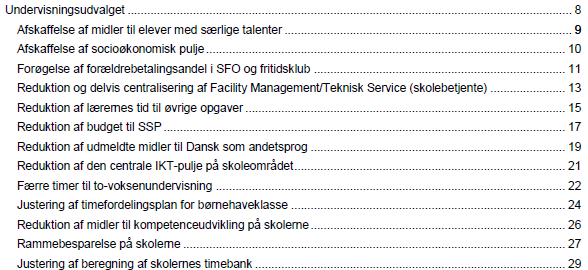 Undervisningsudvalget 8
Afskaffelse af midler til elever med særlige talenter 9
Afskaffelse af socioøkonomisk pulje 10
Forøgelse af forældrebetalingsandel i SFO og fritidsklub 11
Reduktion og delvis centralisering af Facility Management/Teknisk Service (skolebetjente) 13
Reduktion af lærernes tid til øvrige opgaver 15
Reduktion af budget til SSP 17
Reduktion af udmeldte midler til Dansk som andetsprog 19
Reduktion af den centrale IKT-pulje på skoleområdet 21
Færre timer til to-voksenundervisning 22
Justering af timefordelingsplan for børnehaveklasse 24
Reduktion af midler til kompetenceudvikling på skolerne 26
Rammebesparelse på skolerne 27
Justering af beregning af skolernes timebank 29